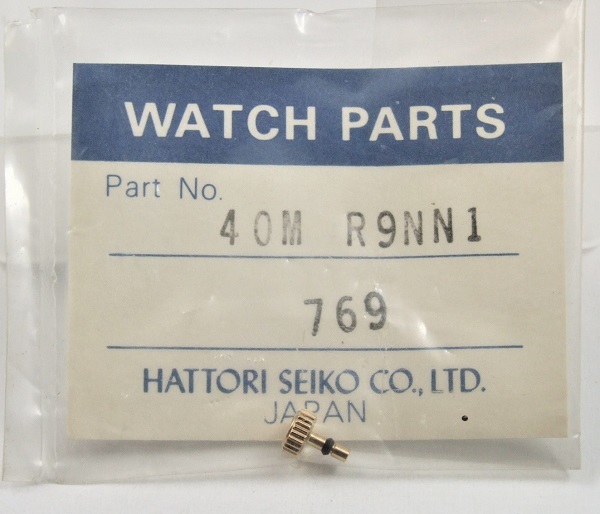 WATCH PARTS
Part No.
40M R9NN1
769
HATTORI SEIKO CO., LTD.
JAPAN